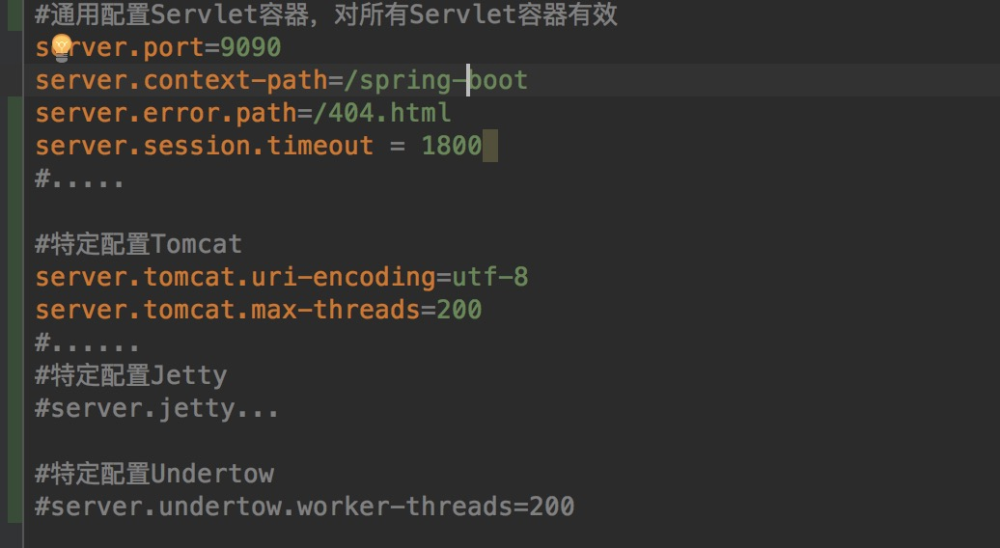 #通用配置Servlet容器，对所有Servlet容器有效
server.port=9090
server.context-path=/spring-boot
server.error.path=/404.html
server.session.timeout = 1800
#.....
#特定配置Tomcat
server.tomcat.uri-encoding=utf-8
server.tomcat.max-threads=200
#......
#特定配置Jetty
#server.jetty...
#特定配置Undertow
#server.undertow.worker-threads=200